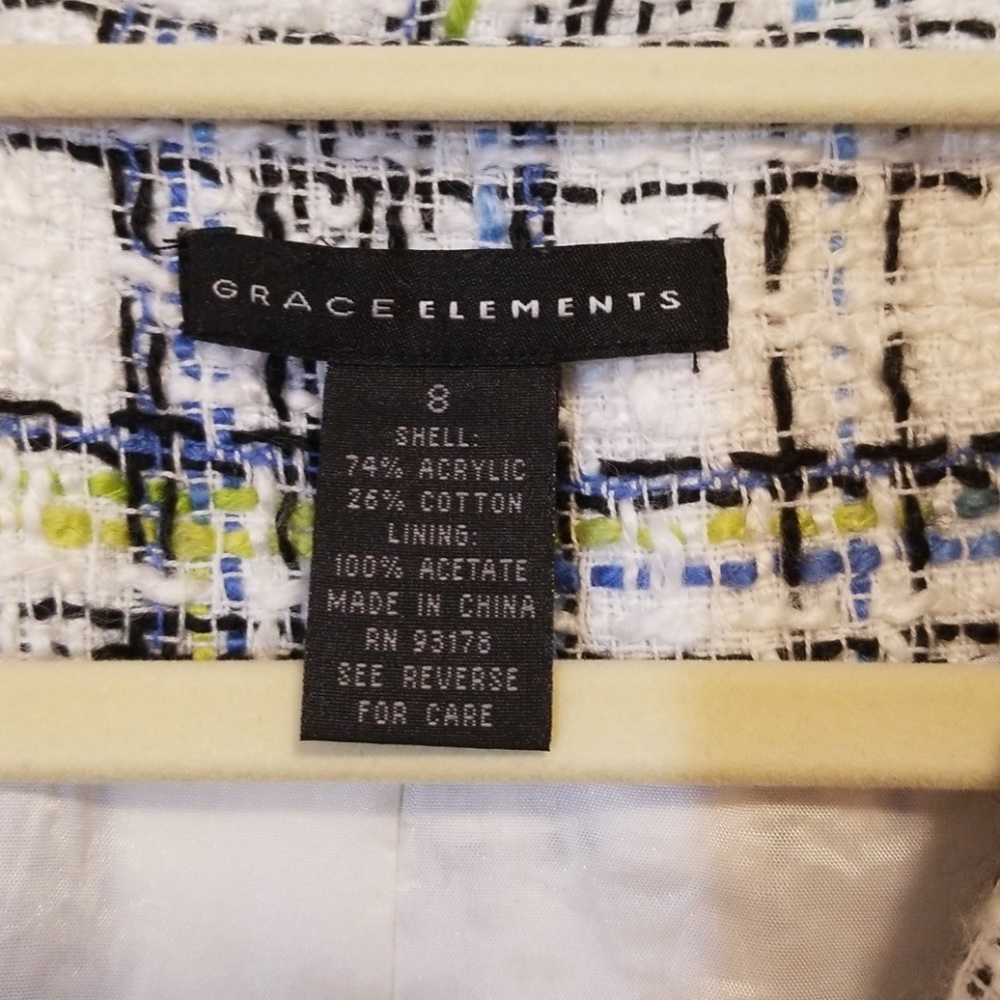 GRACE ELEMENTS
8
SHELL:
74% ACRYLIC
26% COTTON
LINING:
100% ACETATE
MADE IN CHINA
RN 93178
SEE REVERSE
FOR CARE